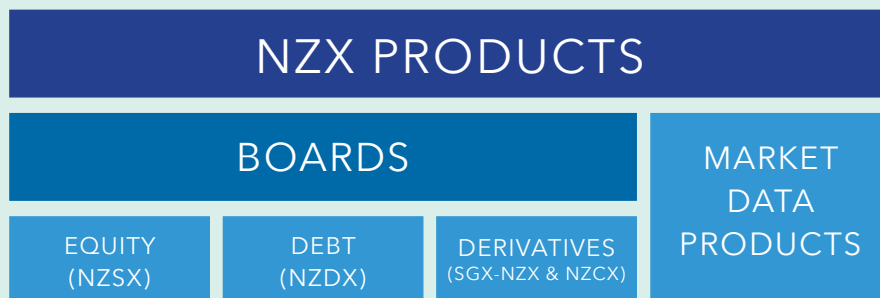 NZX PRODUCTS
BOARDS
MARKET
DATA
PRODUCTS
EQUITY
(NZSX)
DEBT
(NZDX)
DERIVATIVES
(SGX-NZX & NZCX)